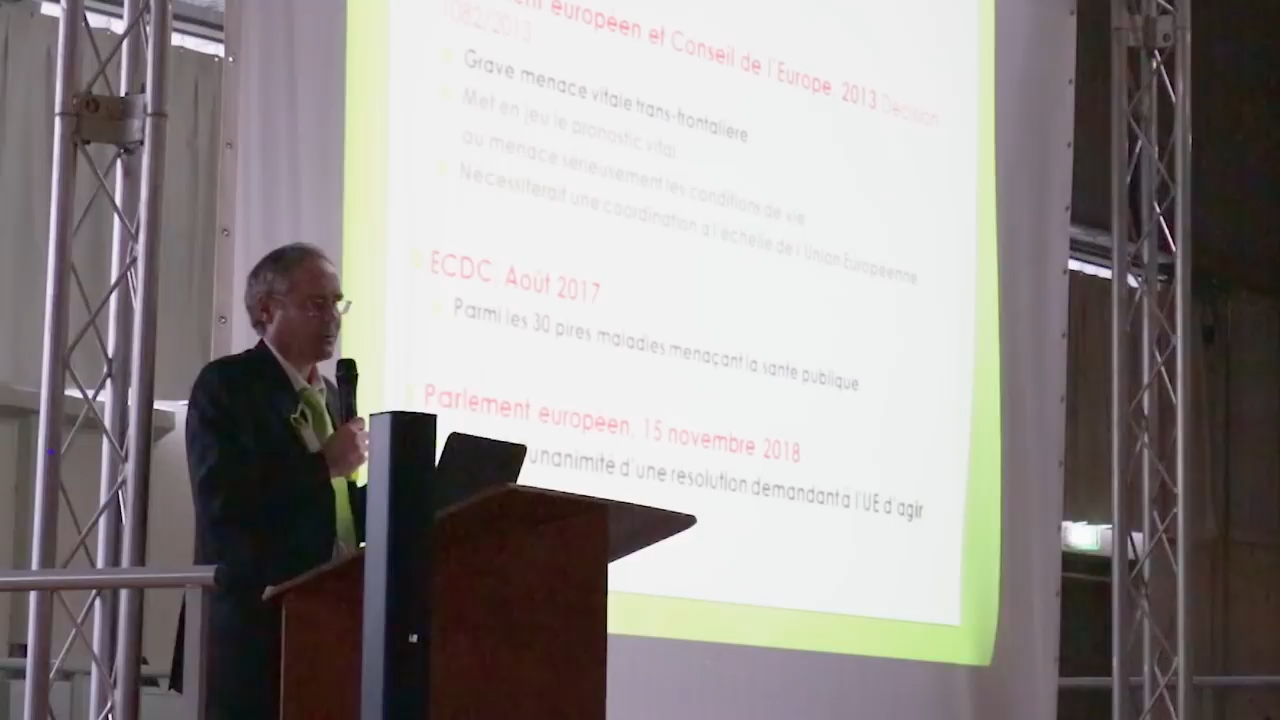 ent européen et Conseil de l'Europe, 2013 Décision
1082/2013
Grave menace vitale trans-frontalière
Met en jeu le pronostic vital
ou menace sérieusement les conditions de vie
Nécessiterait une coordination à l'échelle de l'Union Européenne
ECDC, Août 2017
Parmi les 30 pires maladies menaçant la santé publique
Parlement européen, 15 novembre 2018
unanimité d'une résolution demandant à l'UE d'agir